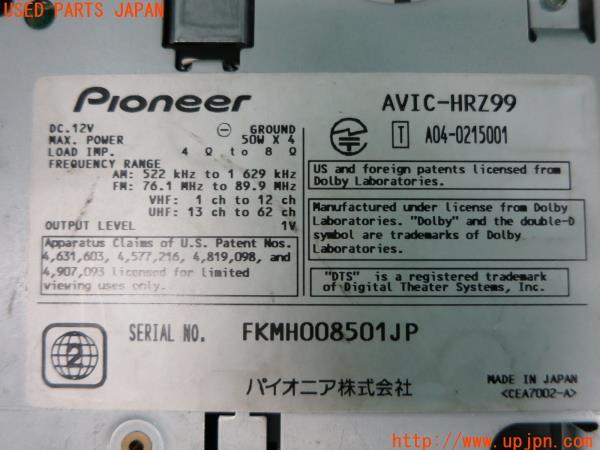 USED PARTS JAPAN
Pioneer
AVIC-HRZ99
DC.12V ⊖ GROUND
MAX. POWER 50W X 4
LOAD IMP. 4 Ω to 8 Ω
FREQUENCY RANGE
AM: 522 kHz to 1 629 kHz
FM: 76.1 MHz to 89.9 MHz
VHF: 1 ch to 12 ch
UHF: 13 ch to 62 ch
OUTPUT LEVEL 1V
Apparatus Claims of U.S. Patent Nos.
4,631,603, 4,577,216, 4,819,098, and
4,907,093 licensed for limited
viewing uses only.
T A04-0215001
US and foreign patents licensed from
Dolby Laboratories.
Manufactured under license from Dolby
Laboratories. "Dolby" and the double-D
symbol are trademarks of Dolby
Laboratories.
"DTS" is a registered trademark
of Digital Theater Systems, Inc.
2
SERIAL NO. FKMH008501JP
パイオニア株式会社
MADE IN JAPAN
<CEA7002-A>
http://www.upjpn.com/